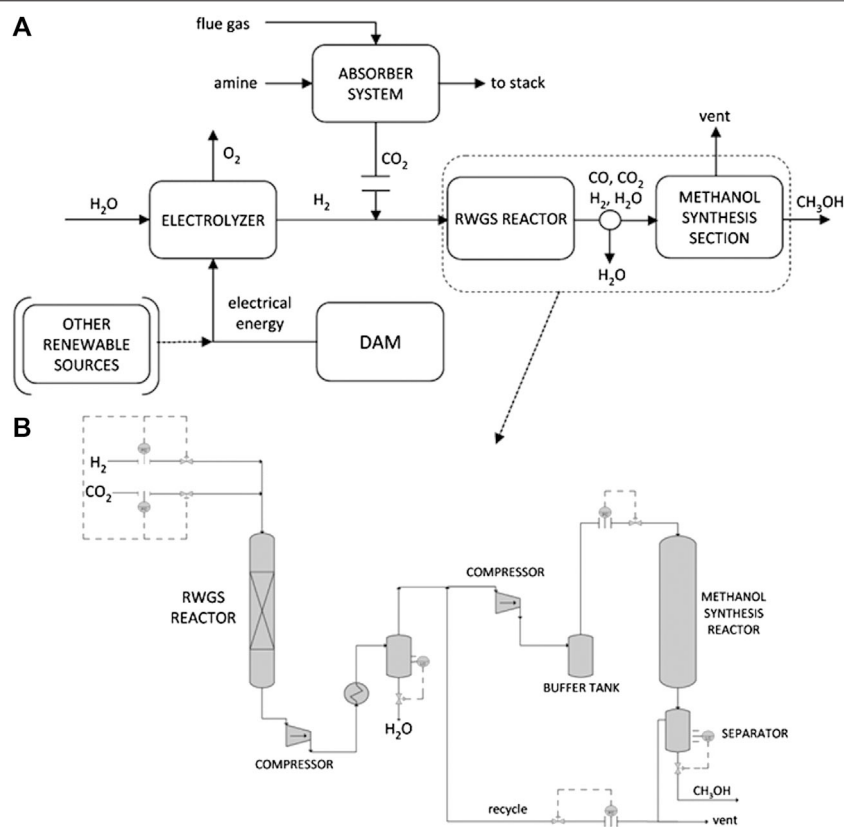 A
flue gas
amine
ABSORBER
SYSTEM
to stack
vent
O₂
CO₂
H₂O
ELECTROLYZER
H₂
RWGS REACTOR
CO, CO₂
H₂, H₂O
H₂O
METHANOL
SYNTHESIS
SECTION
CH₃OH
OTHER
RENEWABLE
SOURCES
electrical
energy
DAM
B
H₂
CO₂
RWGS
REACTOR
COMPRESSOR
H₂O
COMPRESSOR
BUFFER TANK
METHANOL
SYNTHESIS
REACTOR
SEPARATOR
CH₃OH
recycle
vent